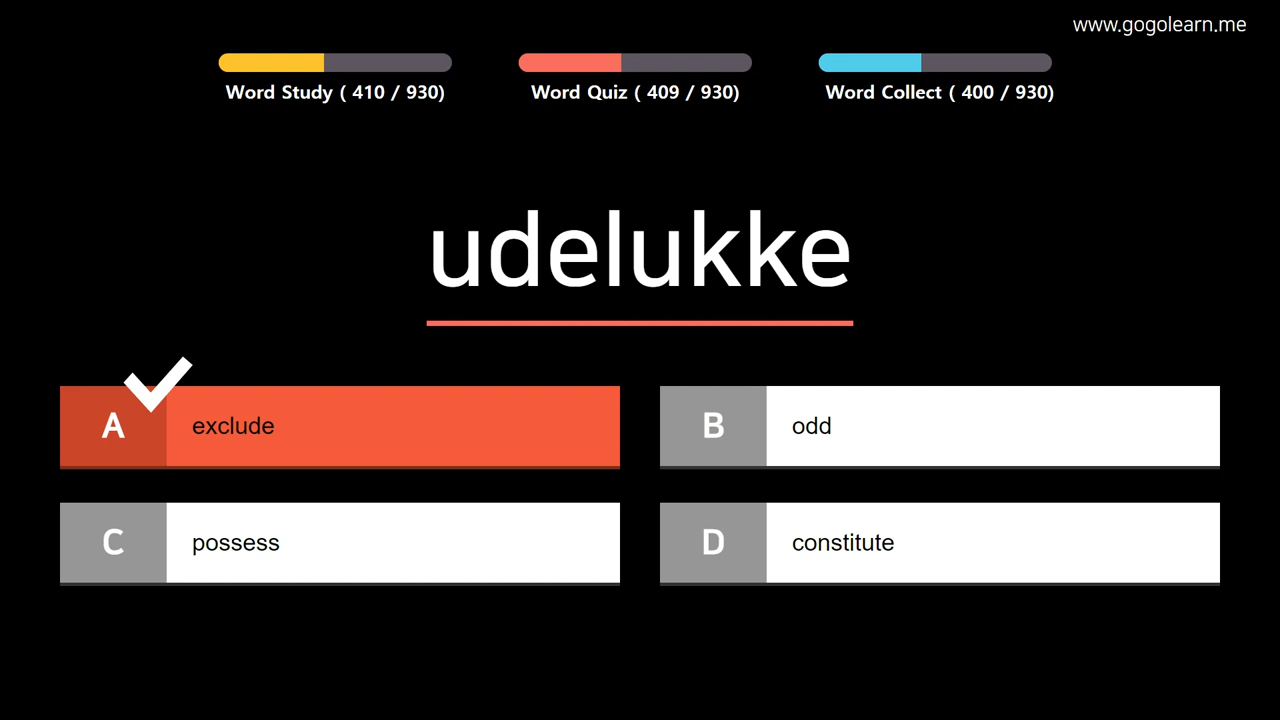 www.gogolearn.me
Word Study ( 410 / 930)
Word Quiz ( 409 / 930)
Word Collect ( 400 / 930)
udelukke
A exclude
B odd
C possess
D constitute